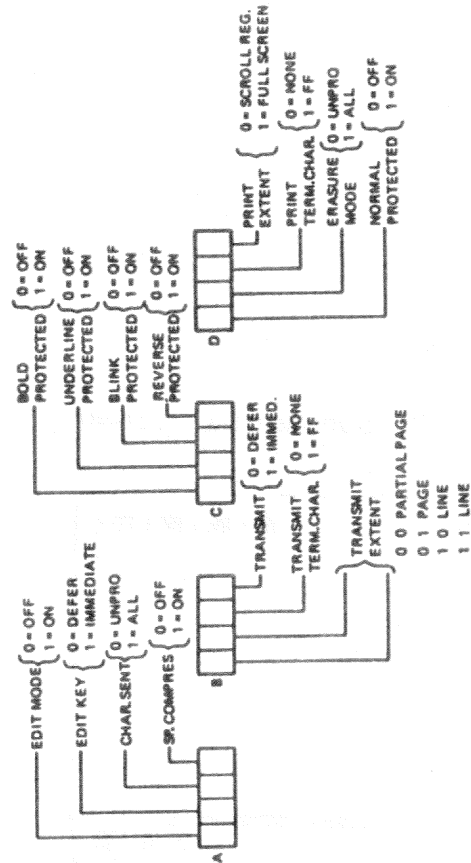 EDIT MODE { 0 = OFF
1 = ON
EDIT KEY { 0 = DEFER
1 = IMMEDIATE
CHAR. SENT { 0 = UNPRO
1 = ALL
SP. COMPRES { 0 = OFF
1 = ON
A
B
TRANSMIT { 0 = DEFER
1 = IMMED.
TRANSMIT
TERM. CHAR. { 0 = NONE
1 = FF
TRANSMIT
EXTENT
0 0 PARTIAL PAGE
0 1 PAGE
1 0 LINE
1 1 LINE
BOLD
PROTECTED { 0 = OFF
1 = ON
UNDERLINE
PROTECTED { 0 = OFF
1 = ON
BLINK
PROTECTED { 0 = OFF
1 = ON
REVERSE
PROTECTED { 0 = OFF
1 = ON
C
D
PRINT
EXTENT { 0 = SCROLL REG.
1 = FULL SCREEN
PRINT
TERM. CHAR. { 0 = NONE
1 = FF
ERASURE
MODE { 0 = UNPRO
1 = ALL
NORMAL
PROTECTED { 0 = OFF
1 = ON